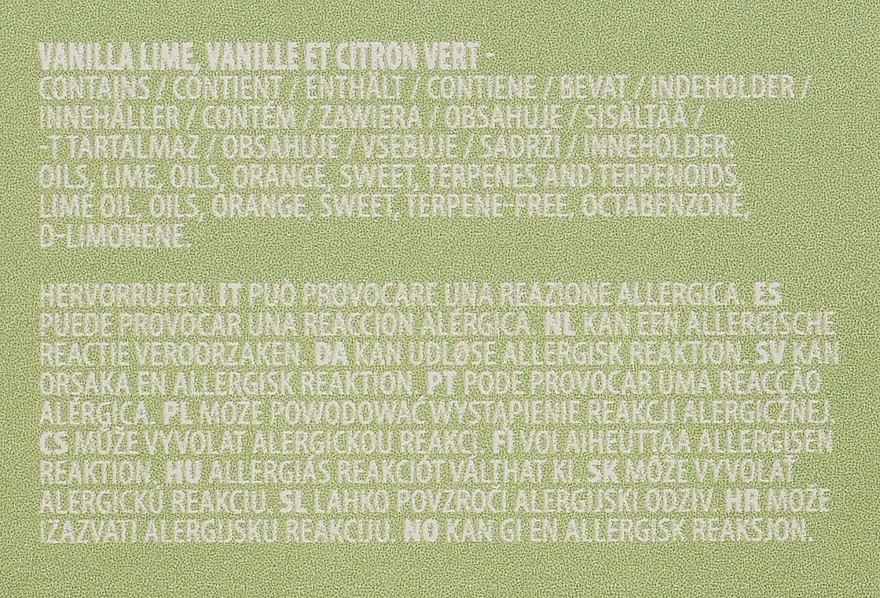 VANILLA LIME, VANILLE ET CITRON VERT -
CONTAINS / CONTIENT / ENTHÄLT / CONTIENE / BEVAT / INDEHOLDER /
INNEHÅLLER / CONTÉM / ZAWIERA / OBSAHUJE / SISÄLTÄÄ /
-T TARTALMAZ / OBSAHUJE / VSEBUJE / SADRŽI / INNEHOLDER:
OILS, LIME, OILS, ORANGE, SWEET, TERPENES AND TERPENOIDS,
LIME OIL, OILS, ORANGE, SWEET, TERPENE-FREE, OCTABENZONE,
D-LIMONENE.
HERVORRUFEN. IT PUÒ PROVOCARE UNA REAZIONE ALLERGICA. ES
PUEDE PROVOCAR UNA REACCIÓN ALÉRGICA. NL KAN EEN ALLERGISCHE
REACTIE VEROORZAKEN. DA KAN UDLØSE ALLERGISK REAKTION. SV KAN
ORSAKA EN ALLERGISK REAKTION. PT PODE PROVOCAR UMA REACÇÃO
ALÉRGICA. PL MOŻE POWODOWAĆ WYSTĄPIENIE REAKCJI ALERGICZNEJ.
CS MŮŽE VYVOLAT ALERGICKOU REAKCI. FI VOI AIHEUTTAA ALLERGISEN
REAKTION. HU ALLERGIÁS REAKCIÓT VÁLTHAT KI. SK MÔŽE VYVOLAŤ
ALERGICKÚ REAKCIU. SL LAHKO POVZROČI ALERGIJSKI ODZIV. HR MOŽE
IZAZVATI ALERGIJSKU REAKCIJU. NO KAN GI EN ALLERGISK REAKSJON.